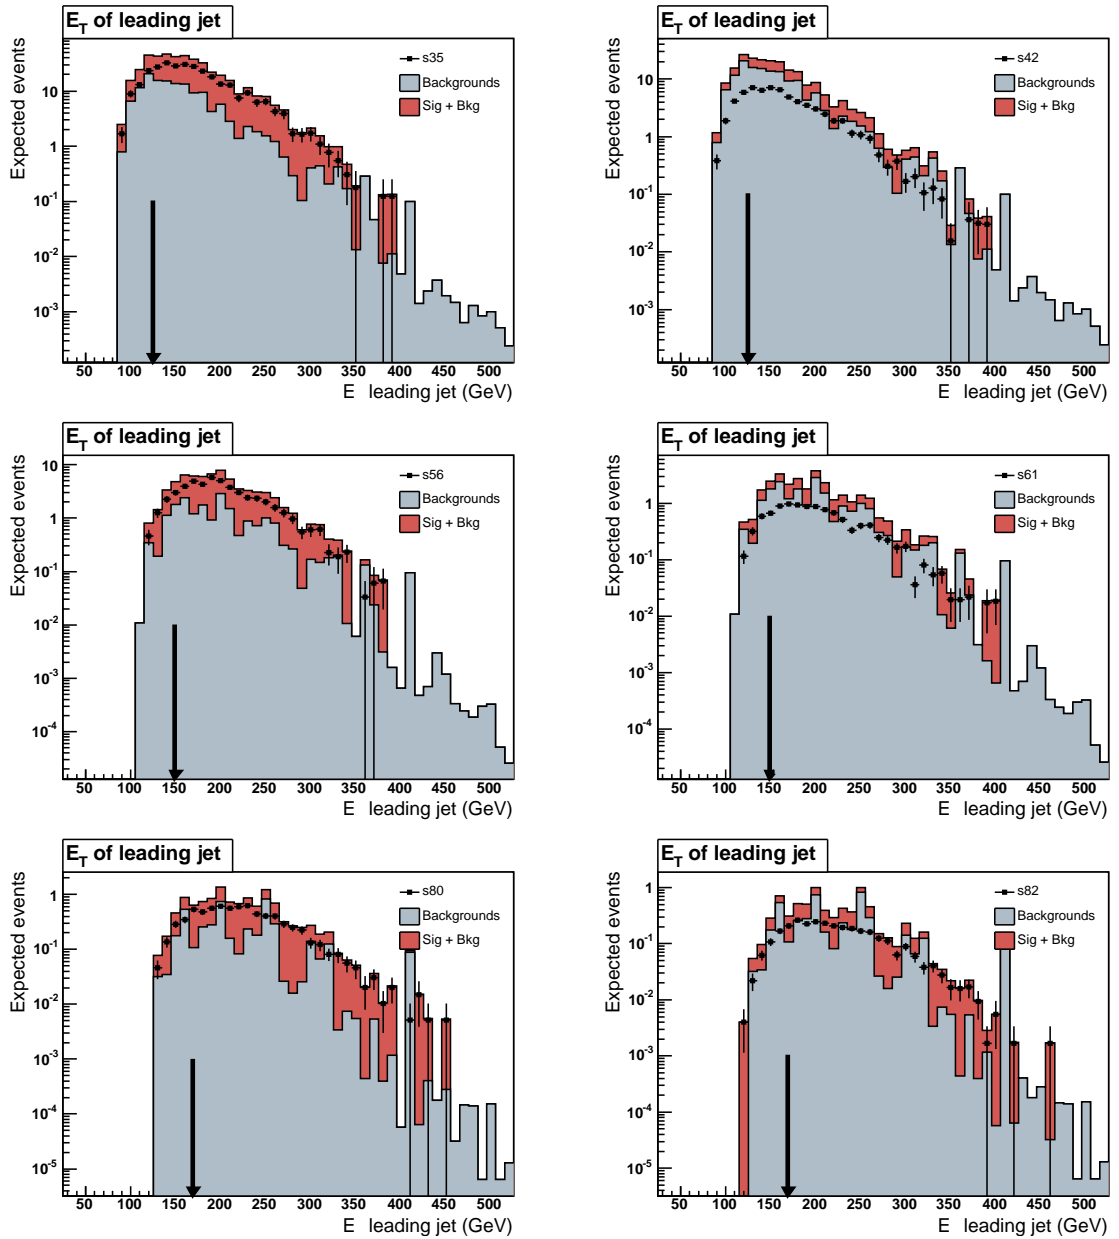 E_T of leading jet
Expected events
10
1
10^-1
10^-2
10^-3
s35
Backgrounds
Sig + Bkg
50 100 150 200 250 300 350 400 450 500
E leading jet (GeV)
E_T of leading jet
Expected events
10
1
10^-1
10^-2
10^-3
s42
Backgrounds
Sig + Bkg
50 100 150 200 250 300 350 400 450 500
E leading jet (GeV)
E_T of leading jet
Expected events
10
1
10^-1
10^-2
10^-3
10^-4
s56
Backgrounds
Sig + Bkg
50 100 150 200 250 300 350 400 450 500
E leading jet (GeV)
E_T of leading jet
Expected events
1
10^-1
10^-2
10^-3
10^-4
s61
Backgrounds
Sig + Bkg
50 100 150 200 250 300 350 400 450 500
E leading jet (GeV)
E_T of leading jet
Expected events
1
10^-1
10^-2
10^-3
10^-4
10^-5
s80
Backgrounds
Sig + Bkg
50 100 150 200 250 300 350 400 450 500
E leading jet (GeV)
E_T of leading jet
Expected events
1
10^-1
10^-2
10^-3
10^-4
10^-5
s82
Backgrounds
Sig + Bkg
50 100 150 200 250 300 350 400 450 500
E leading jet (GeV)